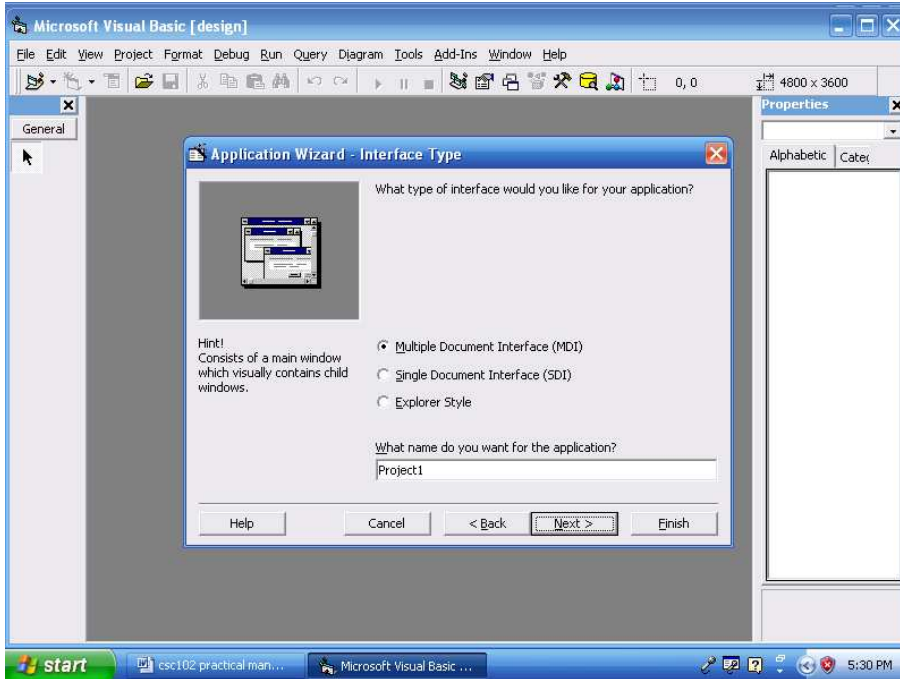 Microsoft Visual Basic [design]
File Edit View Project Format Debug Run Query Diagram Tools Add-Ins Window Help
0, 0 4800 x 3600
General
Properties
Alphabetic
Application Wizard - Interface Type
What type of interface would you like for your application?
Hint!
Consists of a main window
which visually contains child
windows.
Multiple Document Interface (MDI)
Single Document Interface (SDI)
Explorer Style
What name do you want for the application?
Project1
Help Cancel < Back Next > Finish
start csc102 practical man... Microsoft Visual Basic ... 5:30 PM